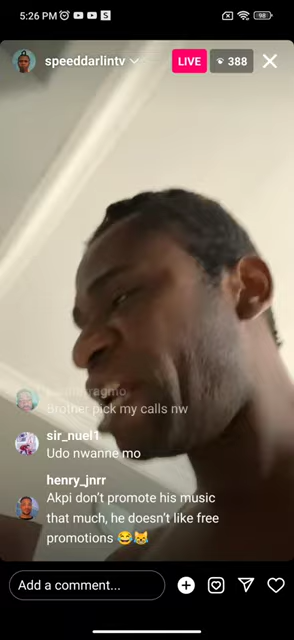 5:26 PM
S
98
speeddarlintv
LIVE
388
Brother pick my calls nw
sir_nuel1
Udo nwanne mo
henry_jnrr
Akpi don't promote his music
that much, he doesn't like free
promotions 😂😹
Add a comment...